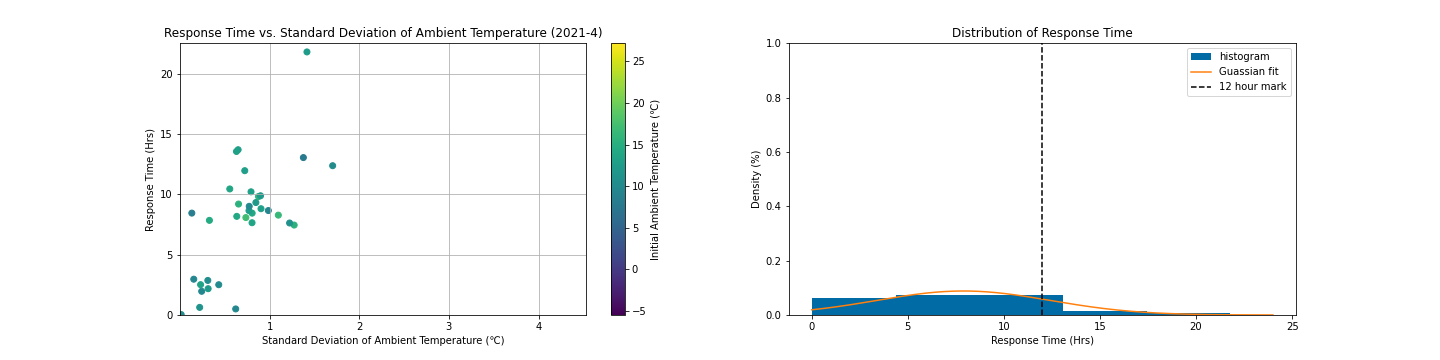 Response Time vs. Standard Deviation of Ambient Temperature (2021-4)
20
15
10
5
0
1
2
3
4
Response Time (Hrs)
Standard Deviation of Ambient Temperature (℃)
25
20
15
10
5
0
−5
Initial Ambient Temperature (℃)
Distribution of Response Time
histogram
Guassian fit
12 hour mark
1.0
0.8
0.6
0.4
0.2
0.0
0
5
10
15
20
25
Density (%)
Response Time (Hrs)